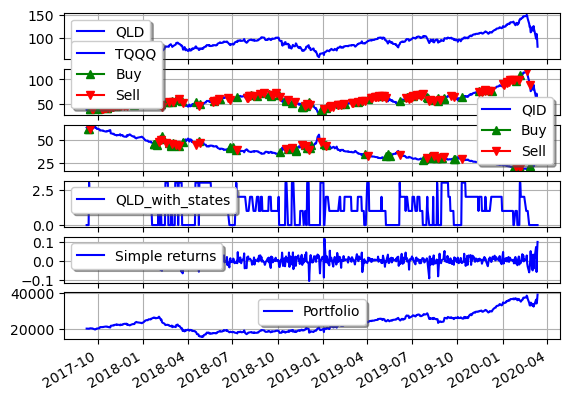 150
100
QLD
TQQQ
Buy
Sell
100
50
QID
Buy
Sell
50
25
2.5
0.0
QLD_with_states
0.1
0.0
−0.1
Simple returns
40000
20000
Portfolio
2017-10
2018-01
2018-04
2018-07
2018-10
2019-01
2019-04
2019-07
2019-10
2020-01
2020-04